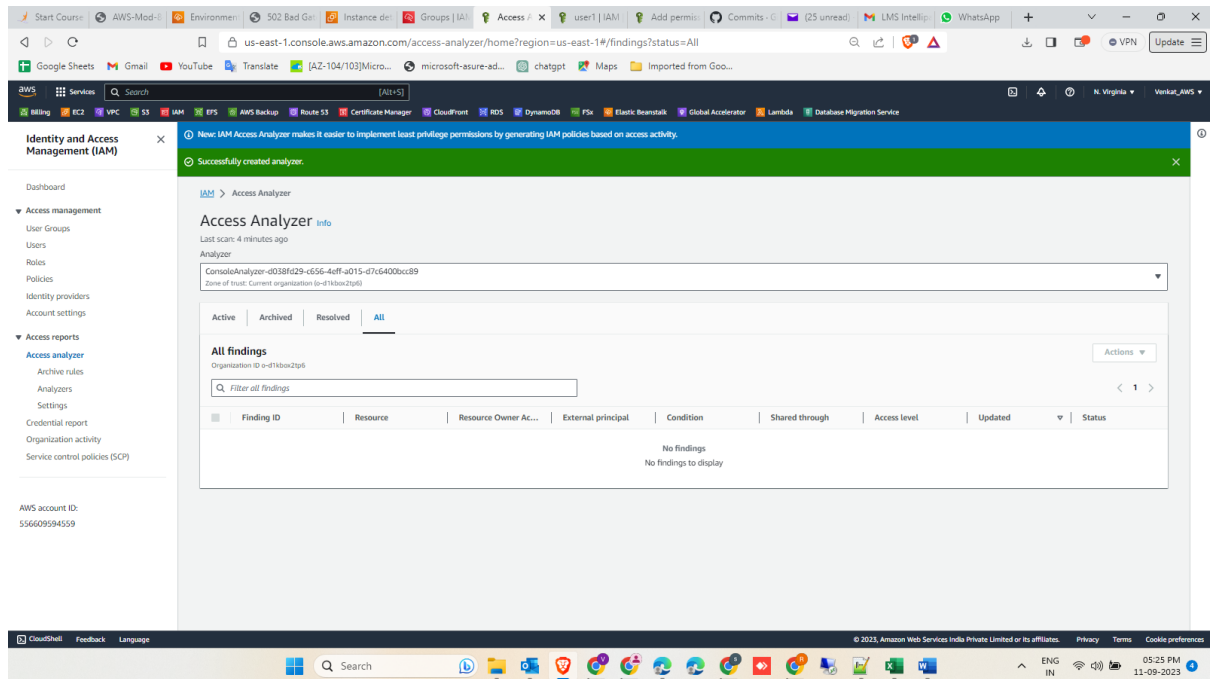 Start Course
AWS-Mod-8
Environment
502 Bad Gat
Instance det
Groups | IAM
Access A
user1 | IAM
Add permiss
Commits - G
(25 unread)
LMS Intellip
WhatsApp
us-east-1.console.aws.amazon.com/access-analyzer/home?region=us-east-1#/findings?status=All
VPN
Update
Google Sheets
Gmail
YouTube
Translate
[AZ-104/103]Micro...
microsoft-asure-ad...
chatgpt
Maps
Imported from Goo...
aws
Services
Search
[Alt+S]
N. Virginia
Venkat_AWS
Billing
EC2
VPC
S3
IAM
EFS
AWS Backup
Route 53
Certificate Manager
CloudFront
RDS
DynamoDB
FSx
Elastic Beanstalk
Global Accelerator
Lambda
Database Migration Service
Identity and Access
Management (IAM)
New: IAM Access Analyzer makes it easier to implement least privilege permissions by generating IAM policies based on access activity.
Successfully created analyzer.
Dashboard
Access management
User Groups
Users
Roles
Policies
Identity providers
Account settings
Access reports
Access analyzer
Archive rules
Analyzers
Settings
Credential report
Organization activity
Service control policies (SCP)
AWS account ID:
556609594559
IAM > Access Analyzer
Access Analyzer Info
Last scan: 4 minutes ago
Analyzer
ConsoleAnalyzer-d038fd29-c656-4eff-a015-d7c6400bcc89
Zone of trust: Current organization (o-d1kbox2tp6)
Active
Archived
Resolved
All
All findings
Organization ID o-d1kbox2tp6
Actions
Filter all findings
1
Finding ID
Resource
Resource Owner Ac...
External principal
Condition
Shared through
Access level
Updated
Status
No findings
No findings to display
CloudShell
Feedback
Language
© 2023, Amazon Web Services India Private Limited or its affiliates.
Privacy
Terms
Cookie preferences
Search
ENG
IN
05:25 PM
11-09-2023
4